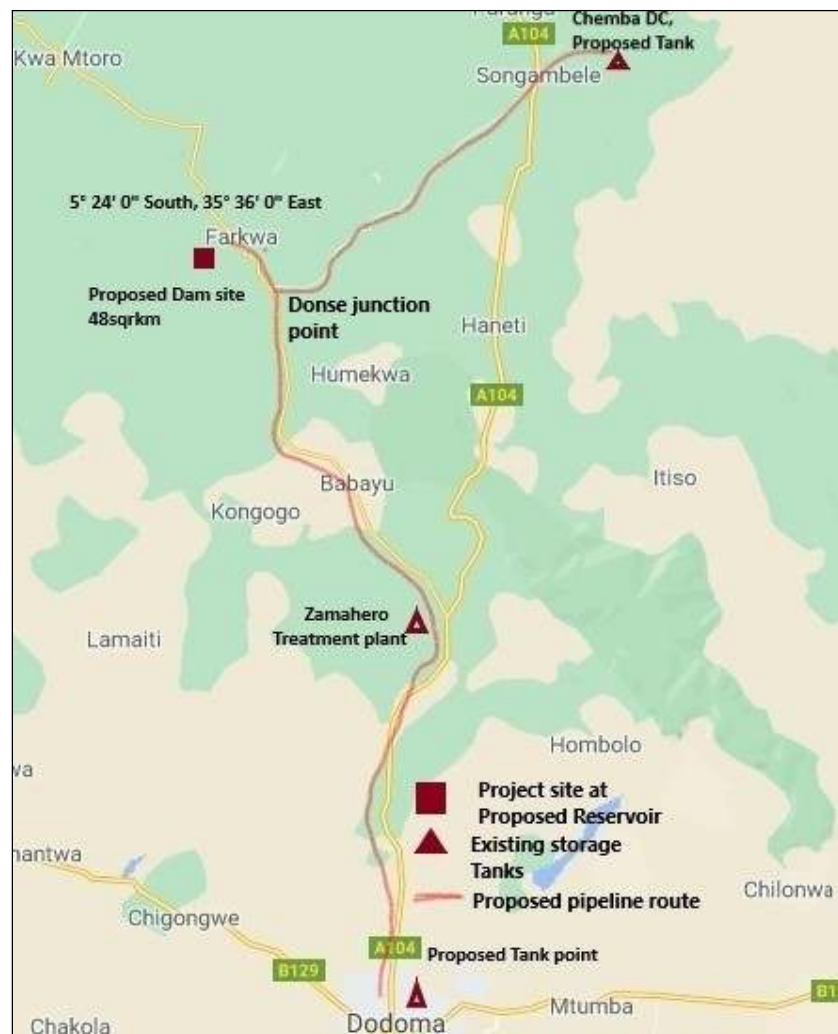 Chemba DC,
Proposed Tank
A104
Kwa Mtoro
Songambele
5° 24' 0" South, 35° 36' 0" East
Farkwa
Proposed Dam site
48sqrkm
Donse junction
point
Haneti
Humekwa
A104
Babayu
Itiso
Kongogo
Zamahero
Treatment plant
Lamaiti
Hombolo
Project site at
Proposed Reservoir
Existing storage
Tanks
Proposed pipeline route
Chigongwe
Chilonwa
A104
Proposed Tank point
B129
Mtumba
Dodoma
Chakola